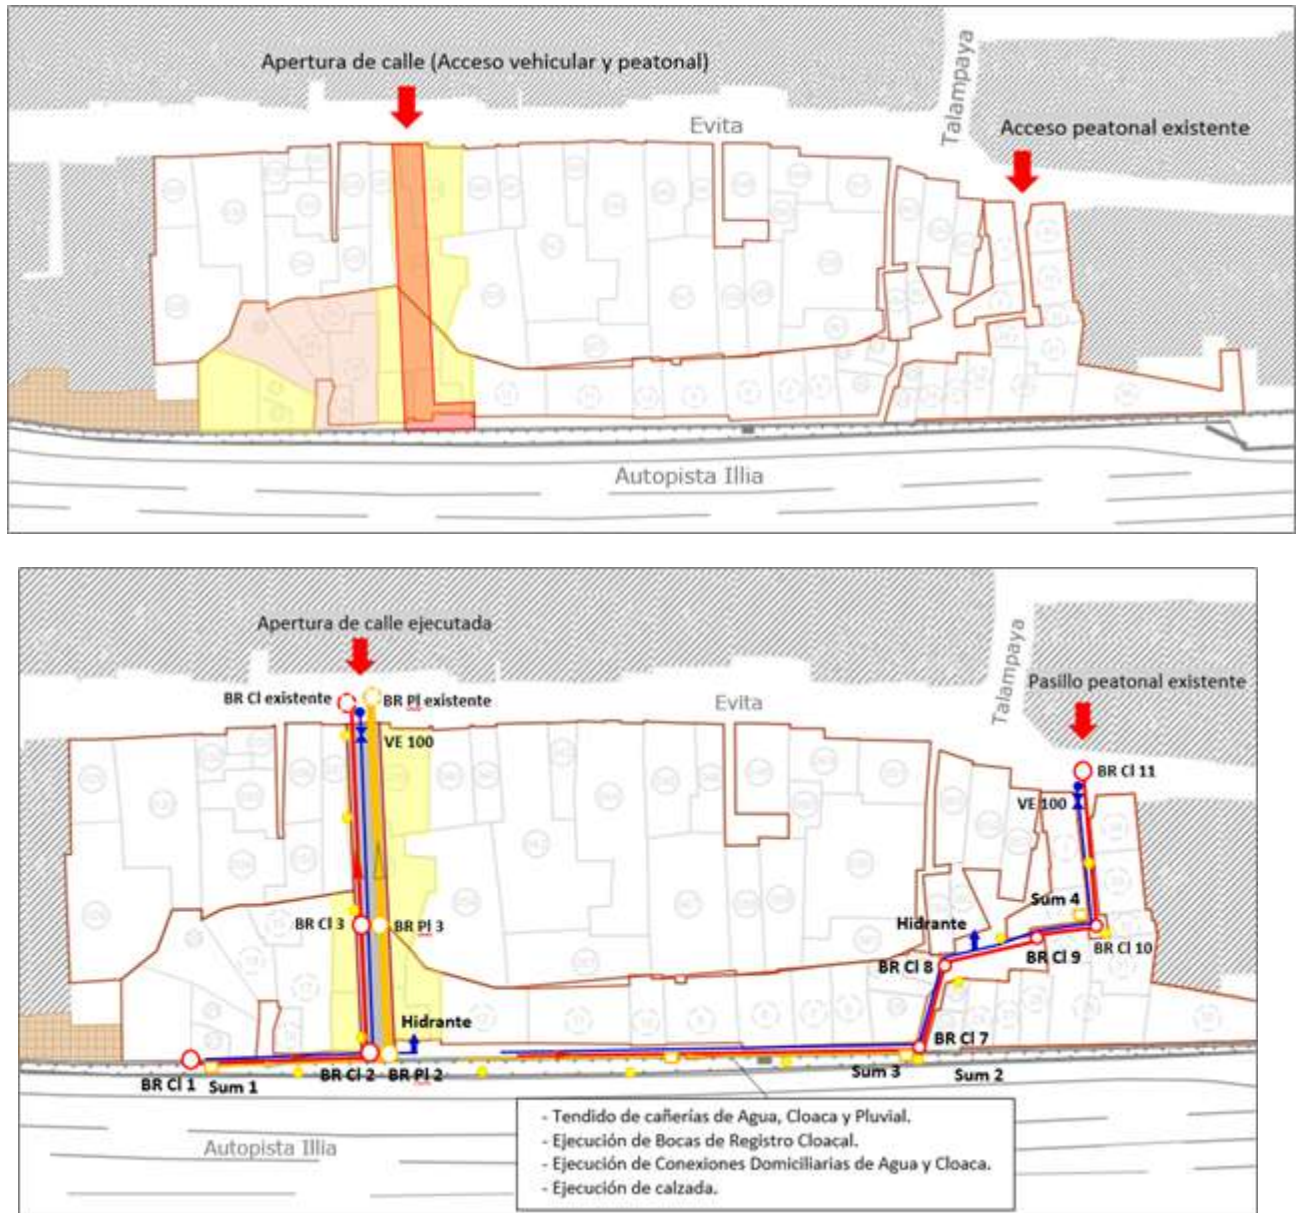 Apertura de calle (Acceso vehicular y peatonal)
Talampaya
Evita
Acceso peatonal existente
Autopista Illia
Apertura de calle ejecutada
Talampaya
Pasillo peatonal existente
BR Cl existente
BR Pl existente
Evita
VE 100
BR Cl 11
VE 100
Sum 4
BR Cl 3
BR Pl 3
Hidrante
BR Cl 10
BR Cl 9
BR Cl 8
Hidrante
BR Cl 7
BR Cl 1
Sum 1
BR Cl 2
BR Pl 2
Sum 3
Sum 2
- Tendido de cañerías de Agua, Cloaca y Pluvial.
- Ejecución de Bocas de Registro Cloacal.
- Ejecución de Conexiones Domiciliarias de Agua y Cloaca.
- Ejecución de calzada.
Autopista Illia